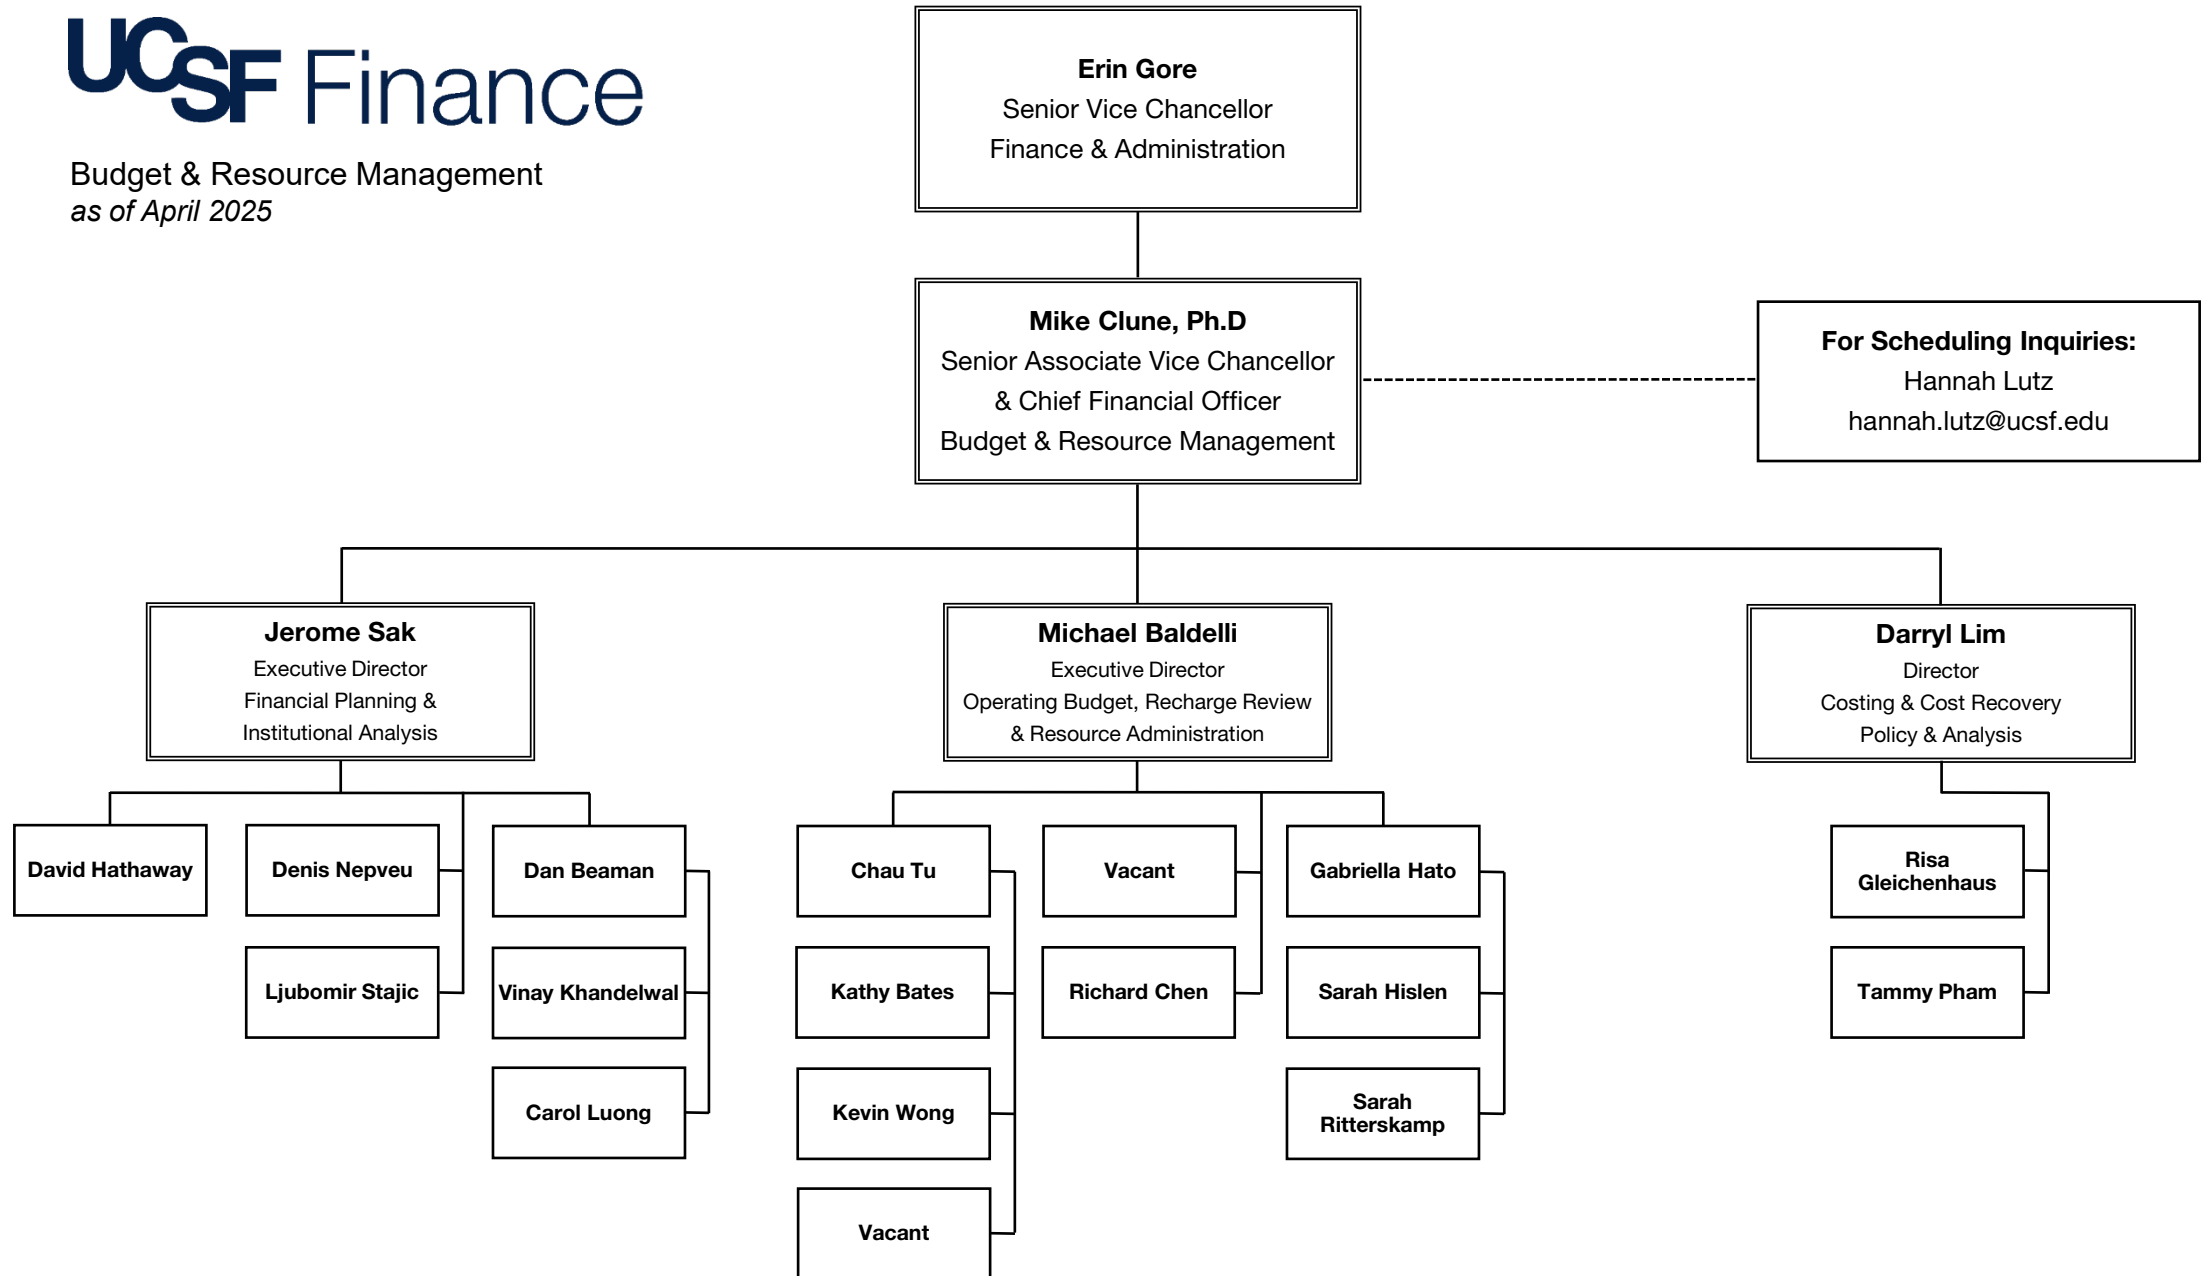 UCSF Finance
Budget & Resource Management
as of April 2025
Erin Gore
Senior Vice Chancellor
Finance & Administration
Mike Clune, Ph.D
Senior Associate Vice Chancellor
& Chief Financial Officer
Budget & Resource Management
For Scheduling Inquiries:
Hannah Lutz
hannah.lutz@ucsf.edu
Jerome Sak
Executive Director
Financial Planning &
Institutional Analysis
Michael Baldelli
Executive Director
Operating Budget, Recharge Review
& Resource Administration
Darryl Lim
Director
Costing & Cost Recovery
Policy & Analysis
David Hathaway
Denis Nepveu
Ljubomir Stajic
Dan Beaman
Vinay Khandelwal
Carol Luong
Chau Tu
Kathy Bates
Kevin Wong
Vacant
Vacant
Richard Chen
Gabriella Hato
Sarah Hislen
Sarah
Ritterskamp
Risa
Gleichenhaus
Tammy Pham